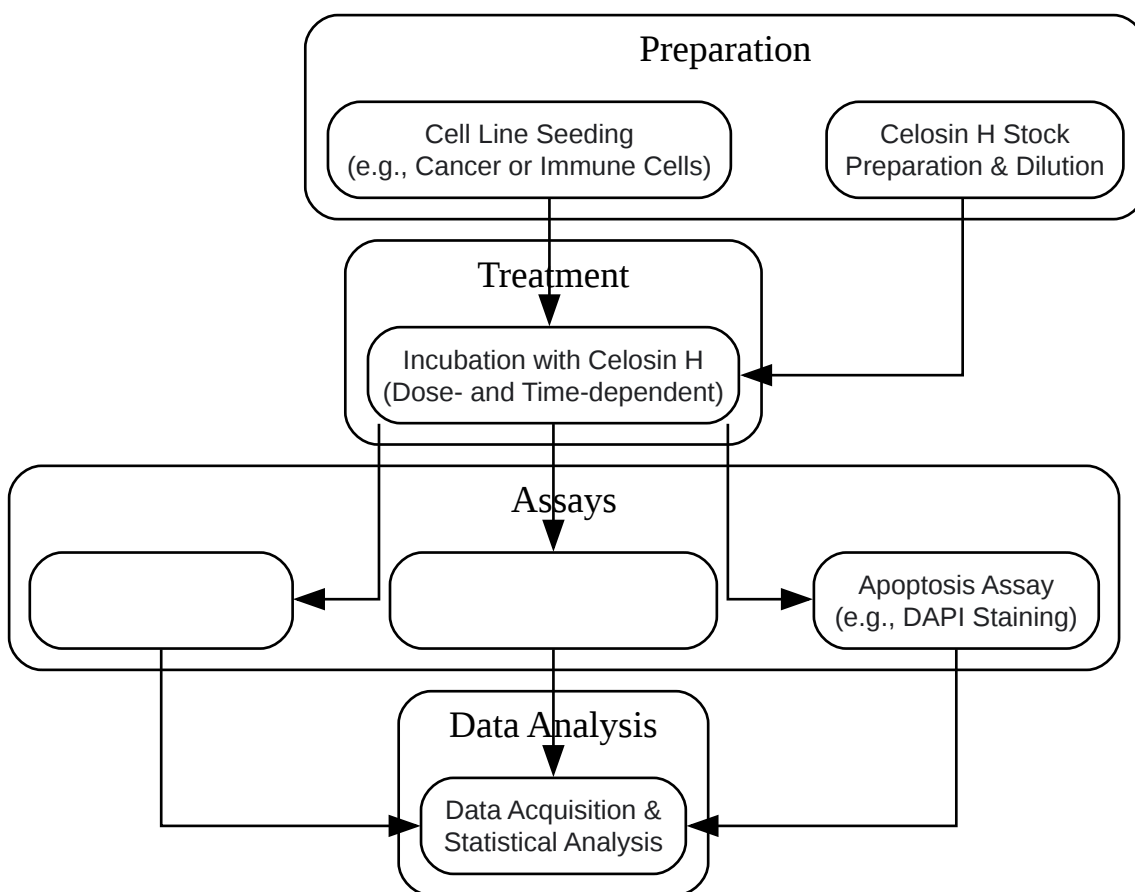 Preparation
Cell Line Seeding
(e.g., Cancer or Immune Cells)
Celosin H Stock
Preparation & Dilution
Treatment
Incubation with Celosin H
(Dose- and Time-dependent)
Assays
Apoptosis Assay
(e.g., DAPI Staining)
Data Analysis
Data Acquisition &
Statistical Analysis